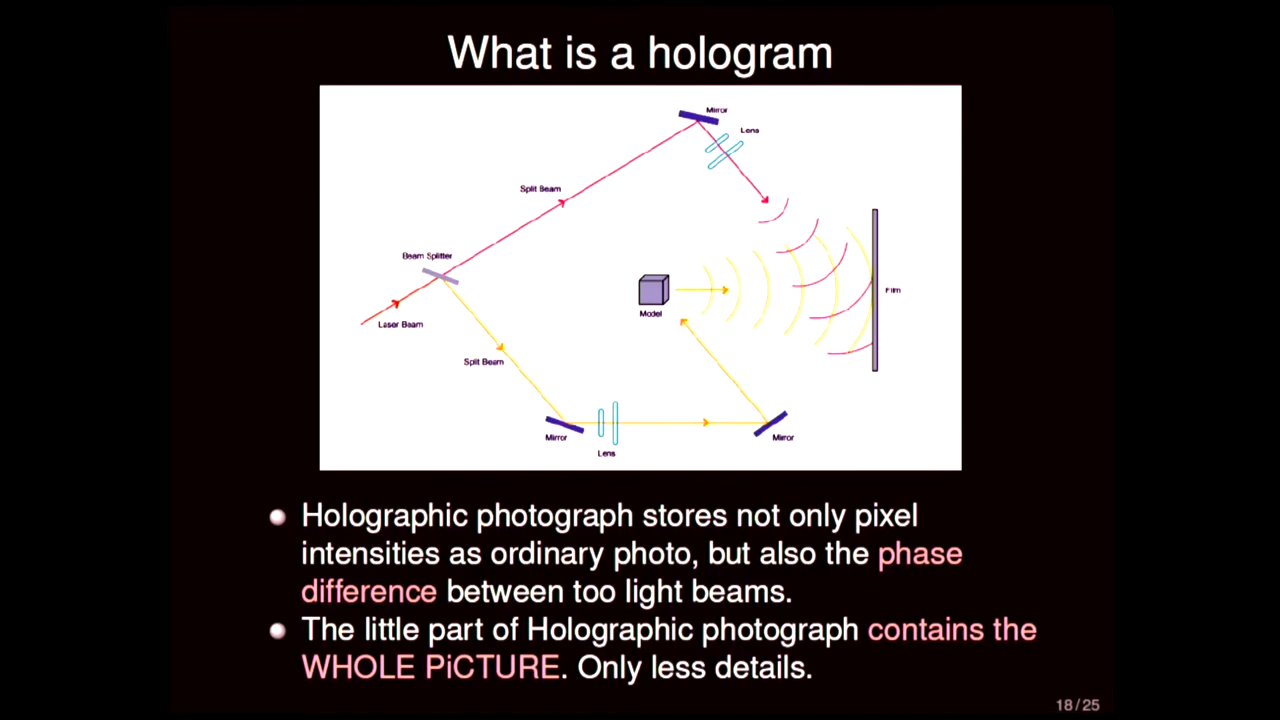 What is a hologram
Mirror
Lens
Split Beam
Beam Splitter
Laser Beam
Model
Film
Split Beam
Mirror
Lens
Mirror
Holographic photograph stores not only pixel
intensities as ordinary photo, but also the phase
difference between too light beams.
The little part of Holographic photograph contains the
WHOLE PiCTURE. Only less details.
18/25